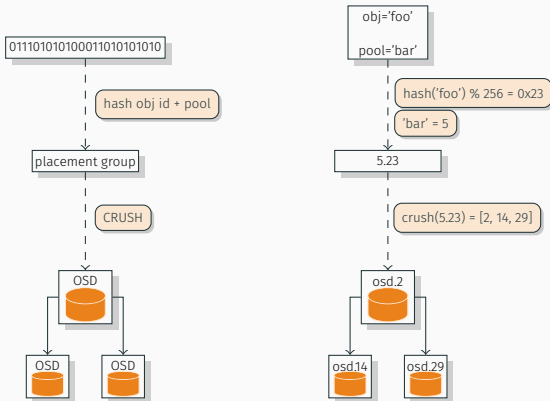 01110101010001101010101010
hash obj id + pool
placement group
CRUSH
OSD
OSD
OSD
obj='foo'
pool='bar'
hash('foo') % 256 = 0x23
'bar' = 5
5.23
crush(5.23) = [2, 14, 29]
osd.2
osd.14
osd.29